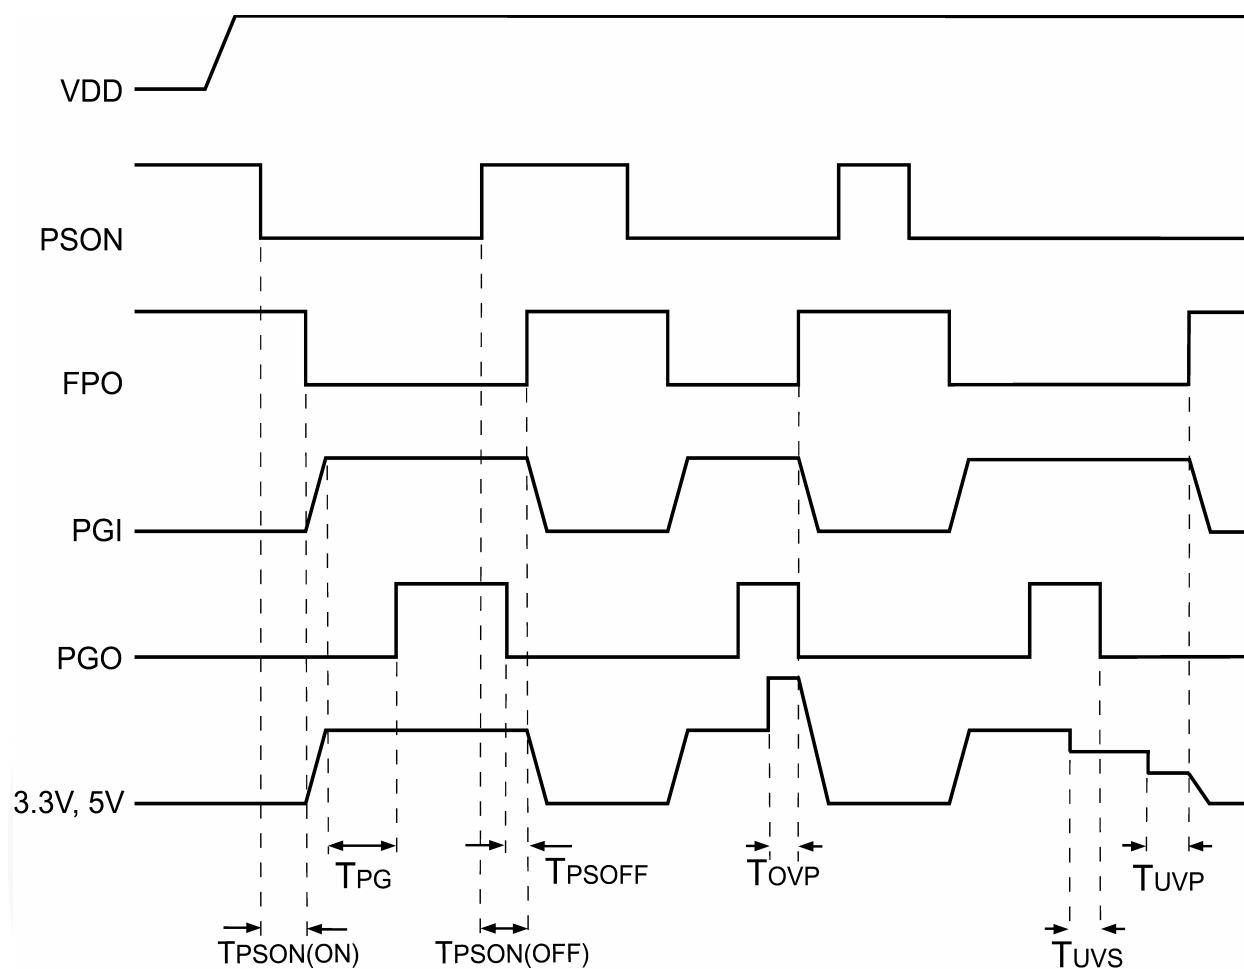 VDD
PSON
FPO
PGI
PGO
3.3V, 5V
TPG
TPSOFF
TOVP
TUVP
TPSON(ON)
TPSON(OFF)
TUVS